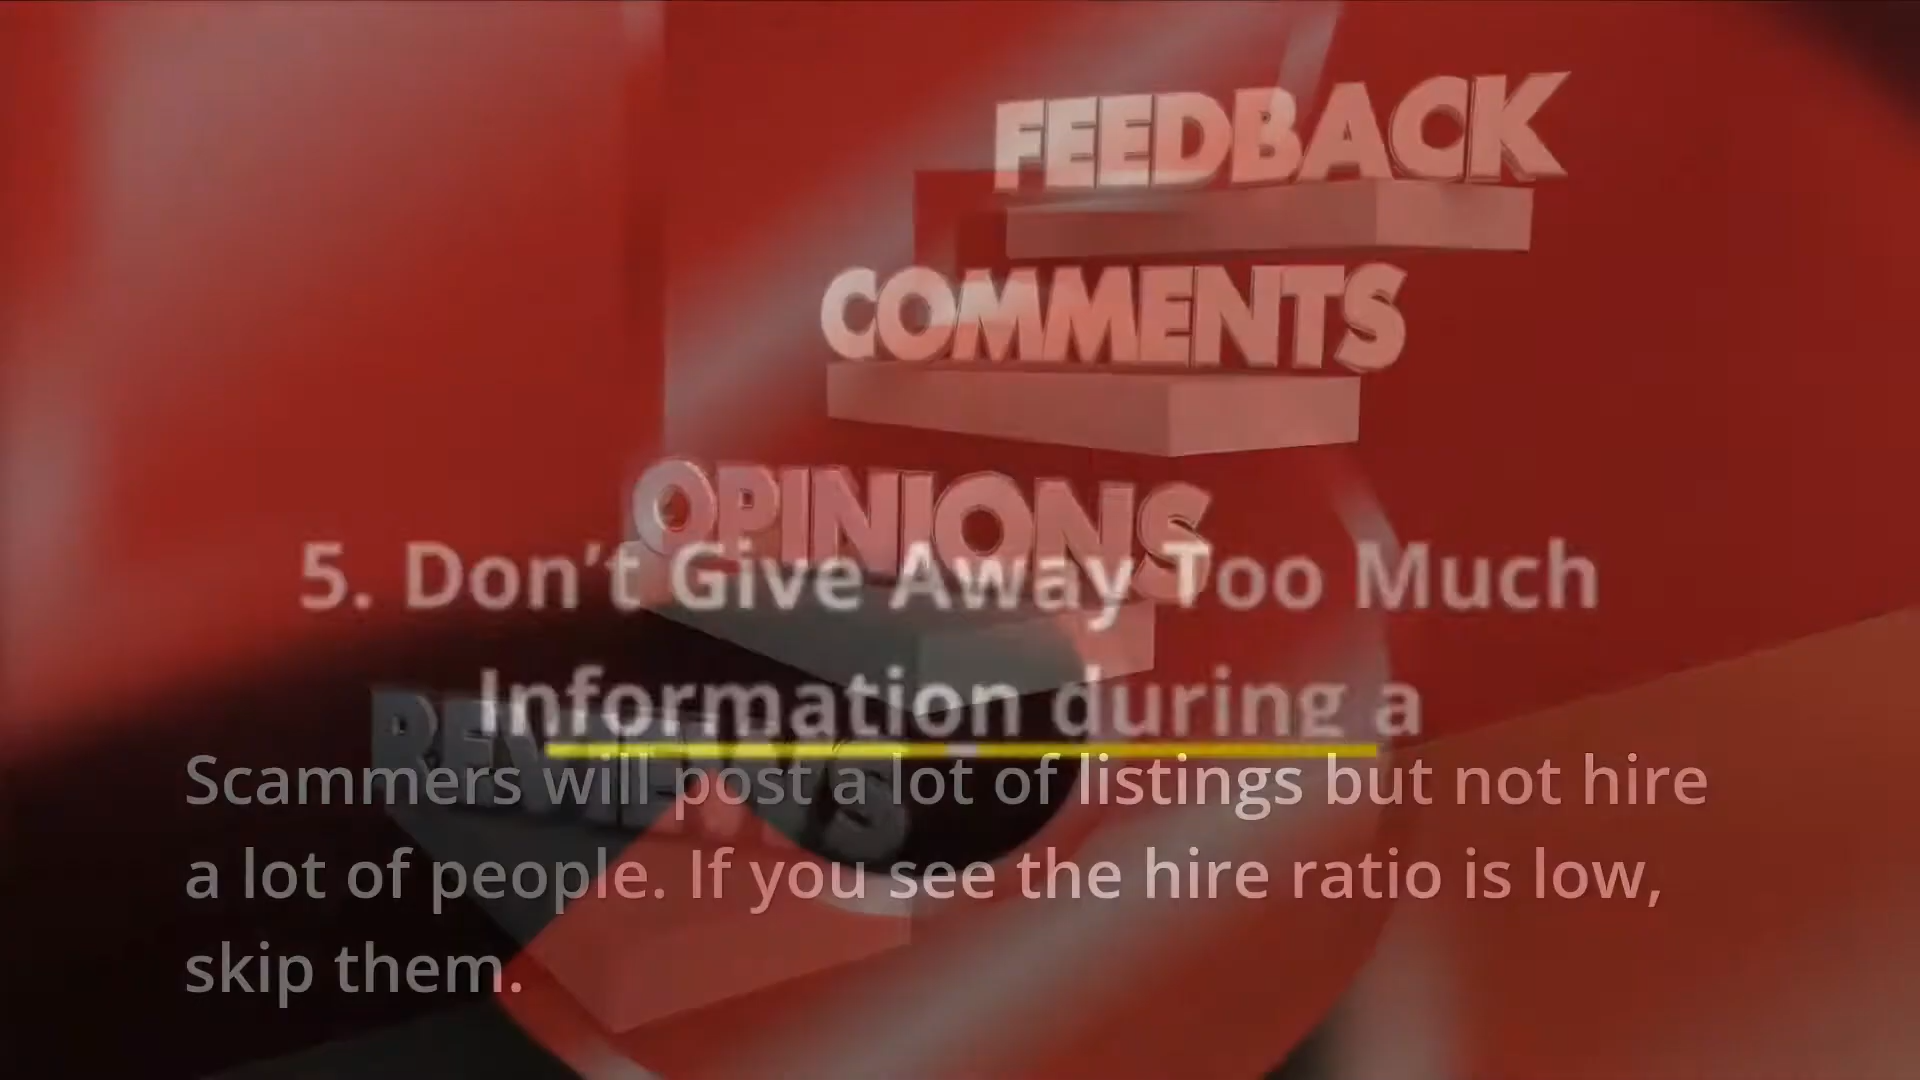 FEEDBACK
COMMENTS
OPINIONS
5. Don't Give Away Too Much
Information during a
REVIEWS
Scammers will post a lot of listings but not hire
a lot of people. If you see the hire ratio is low,
skip them.